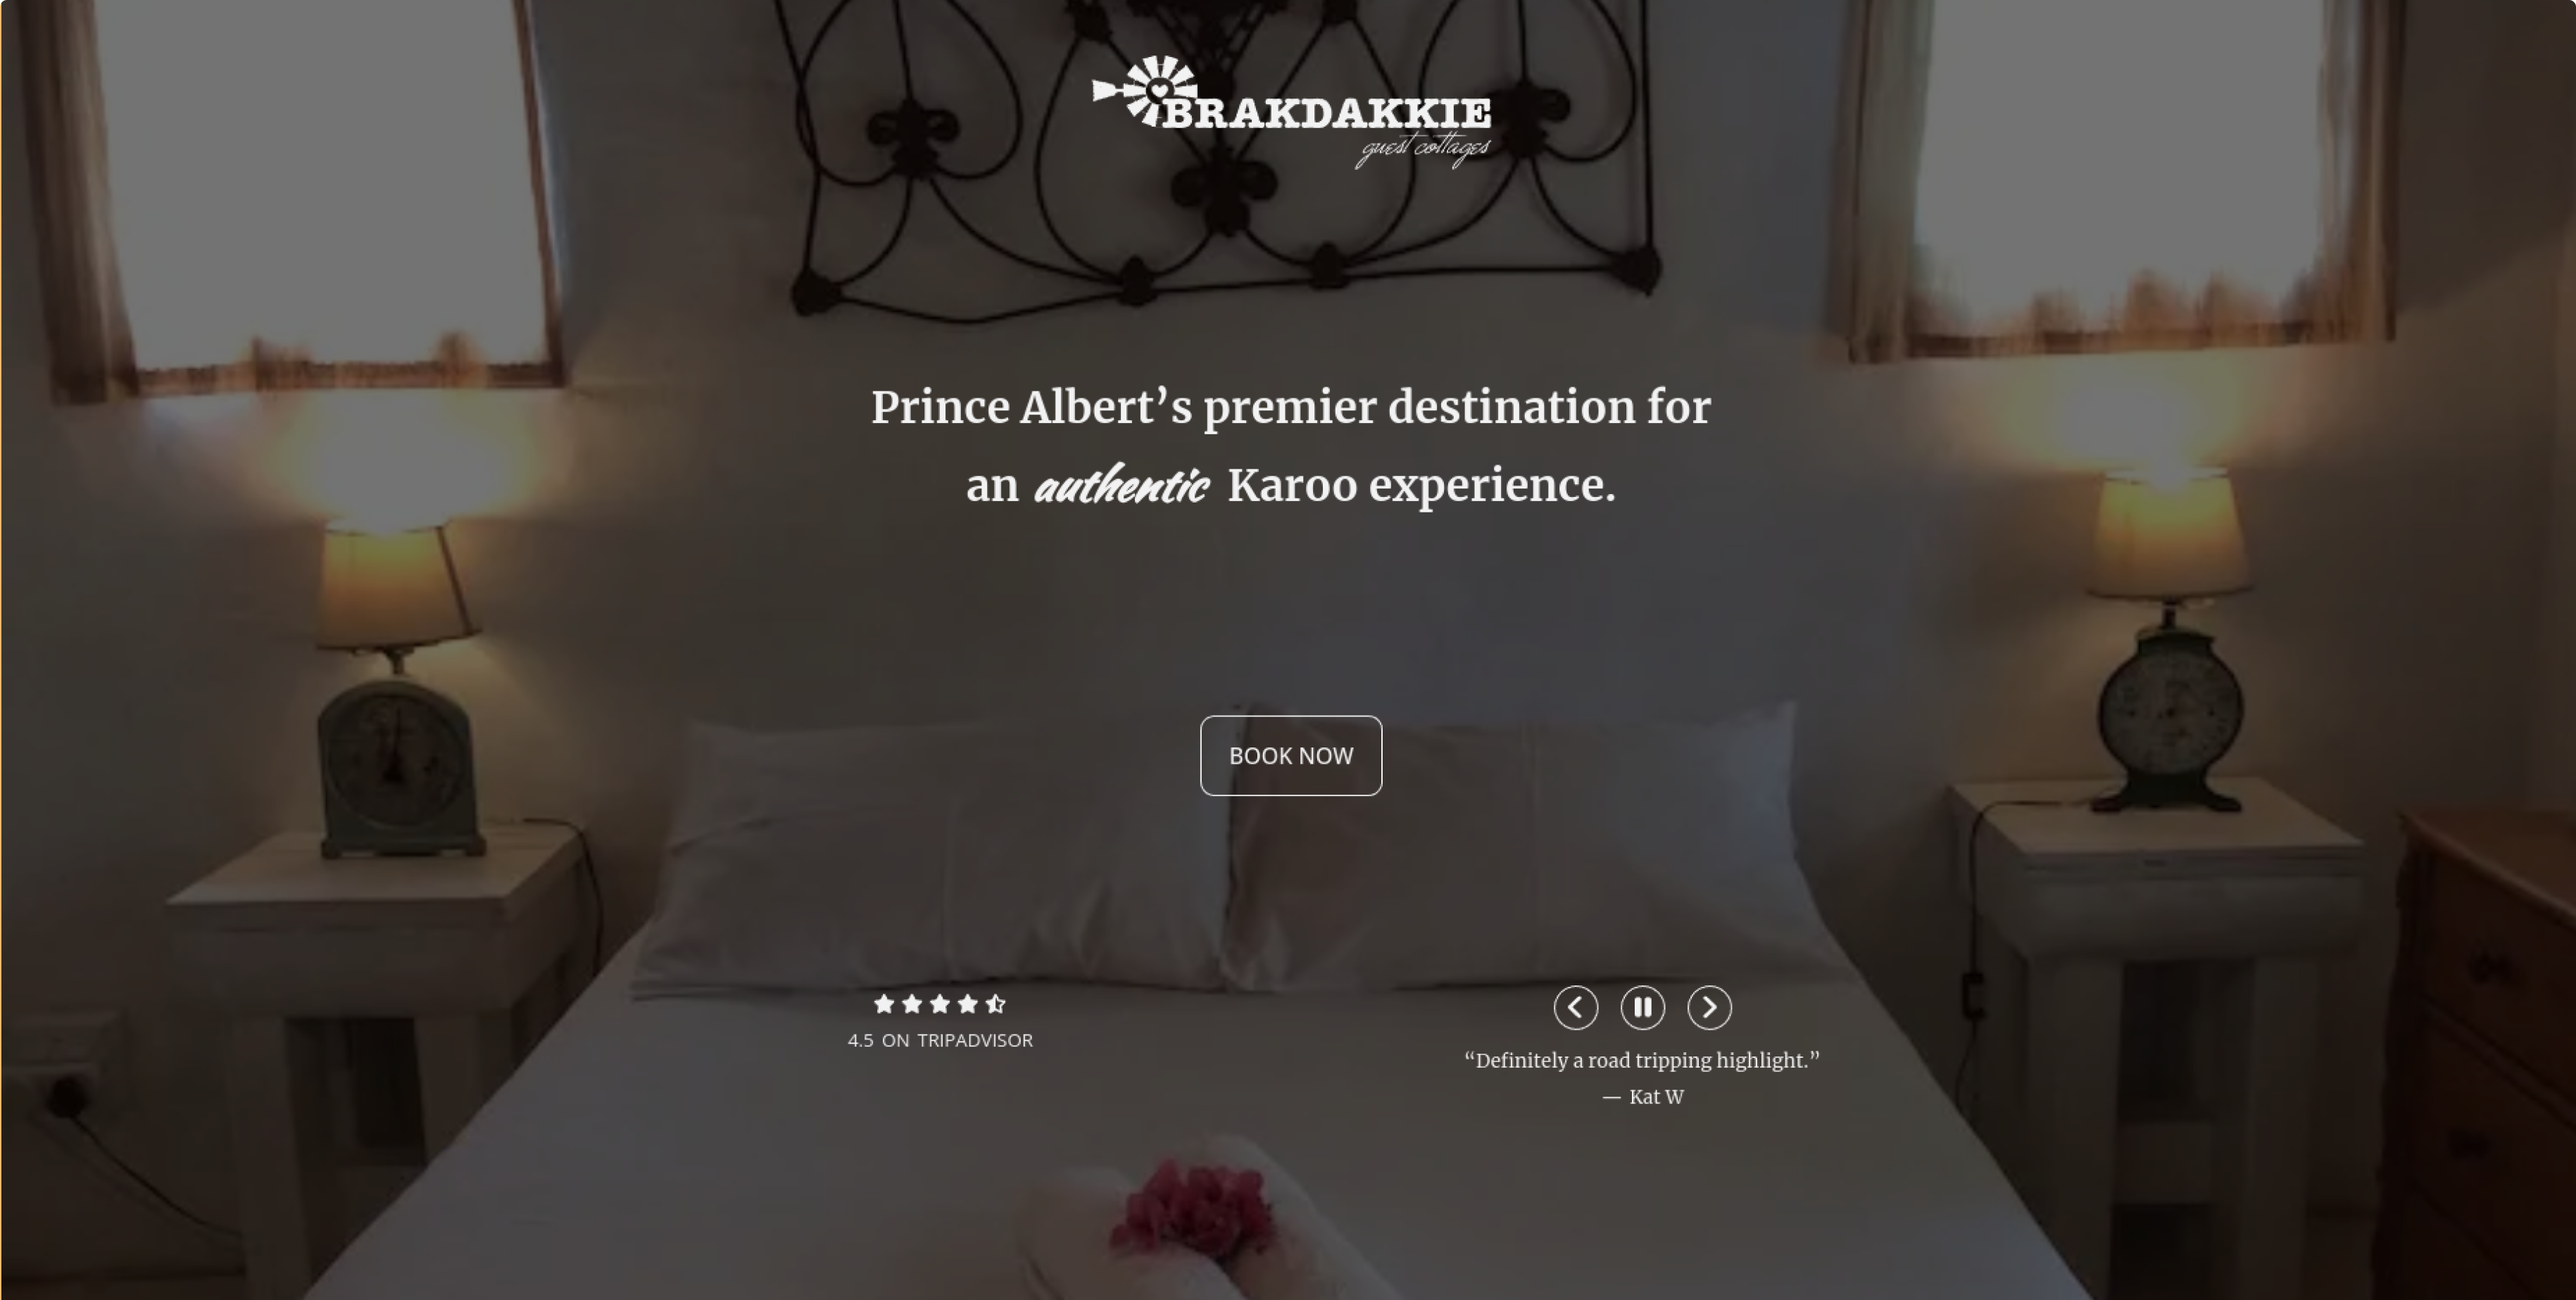 BRAKDAKKIE
guest cottages
Prince Albert’s premier destination for
an authentic Karoo experience.
BOOK NOW
4.5 ON TRIPADVISOR
“Definitely a road tripping highlight.”
— Kat W